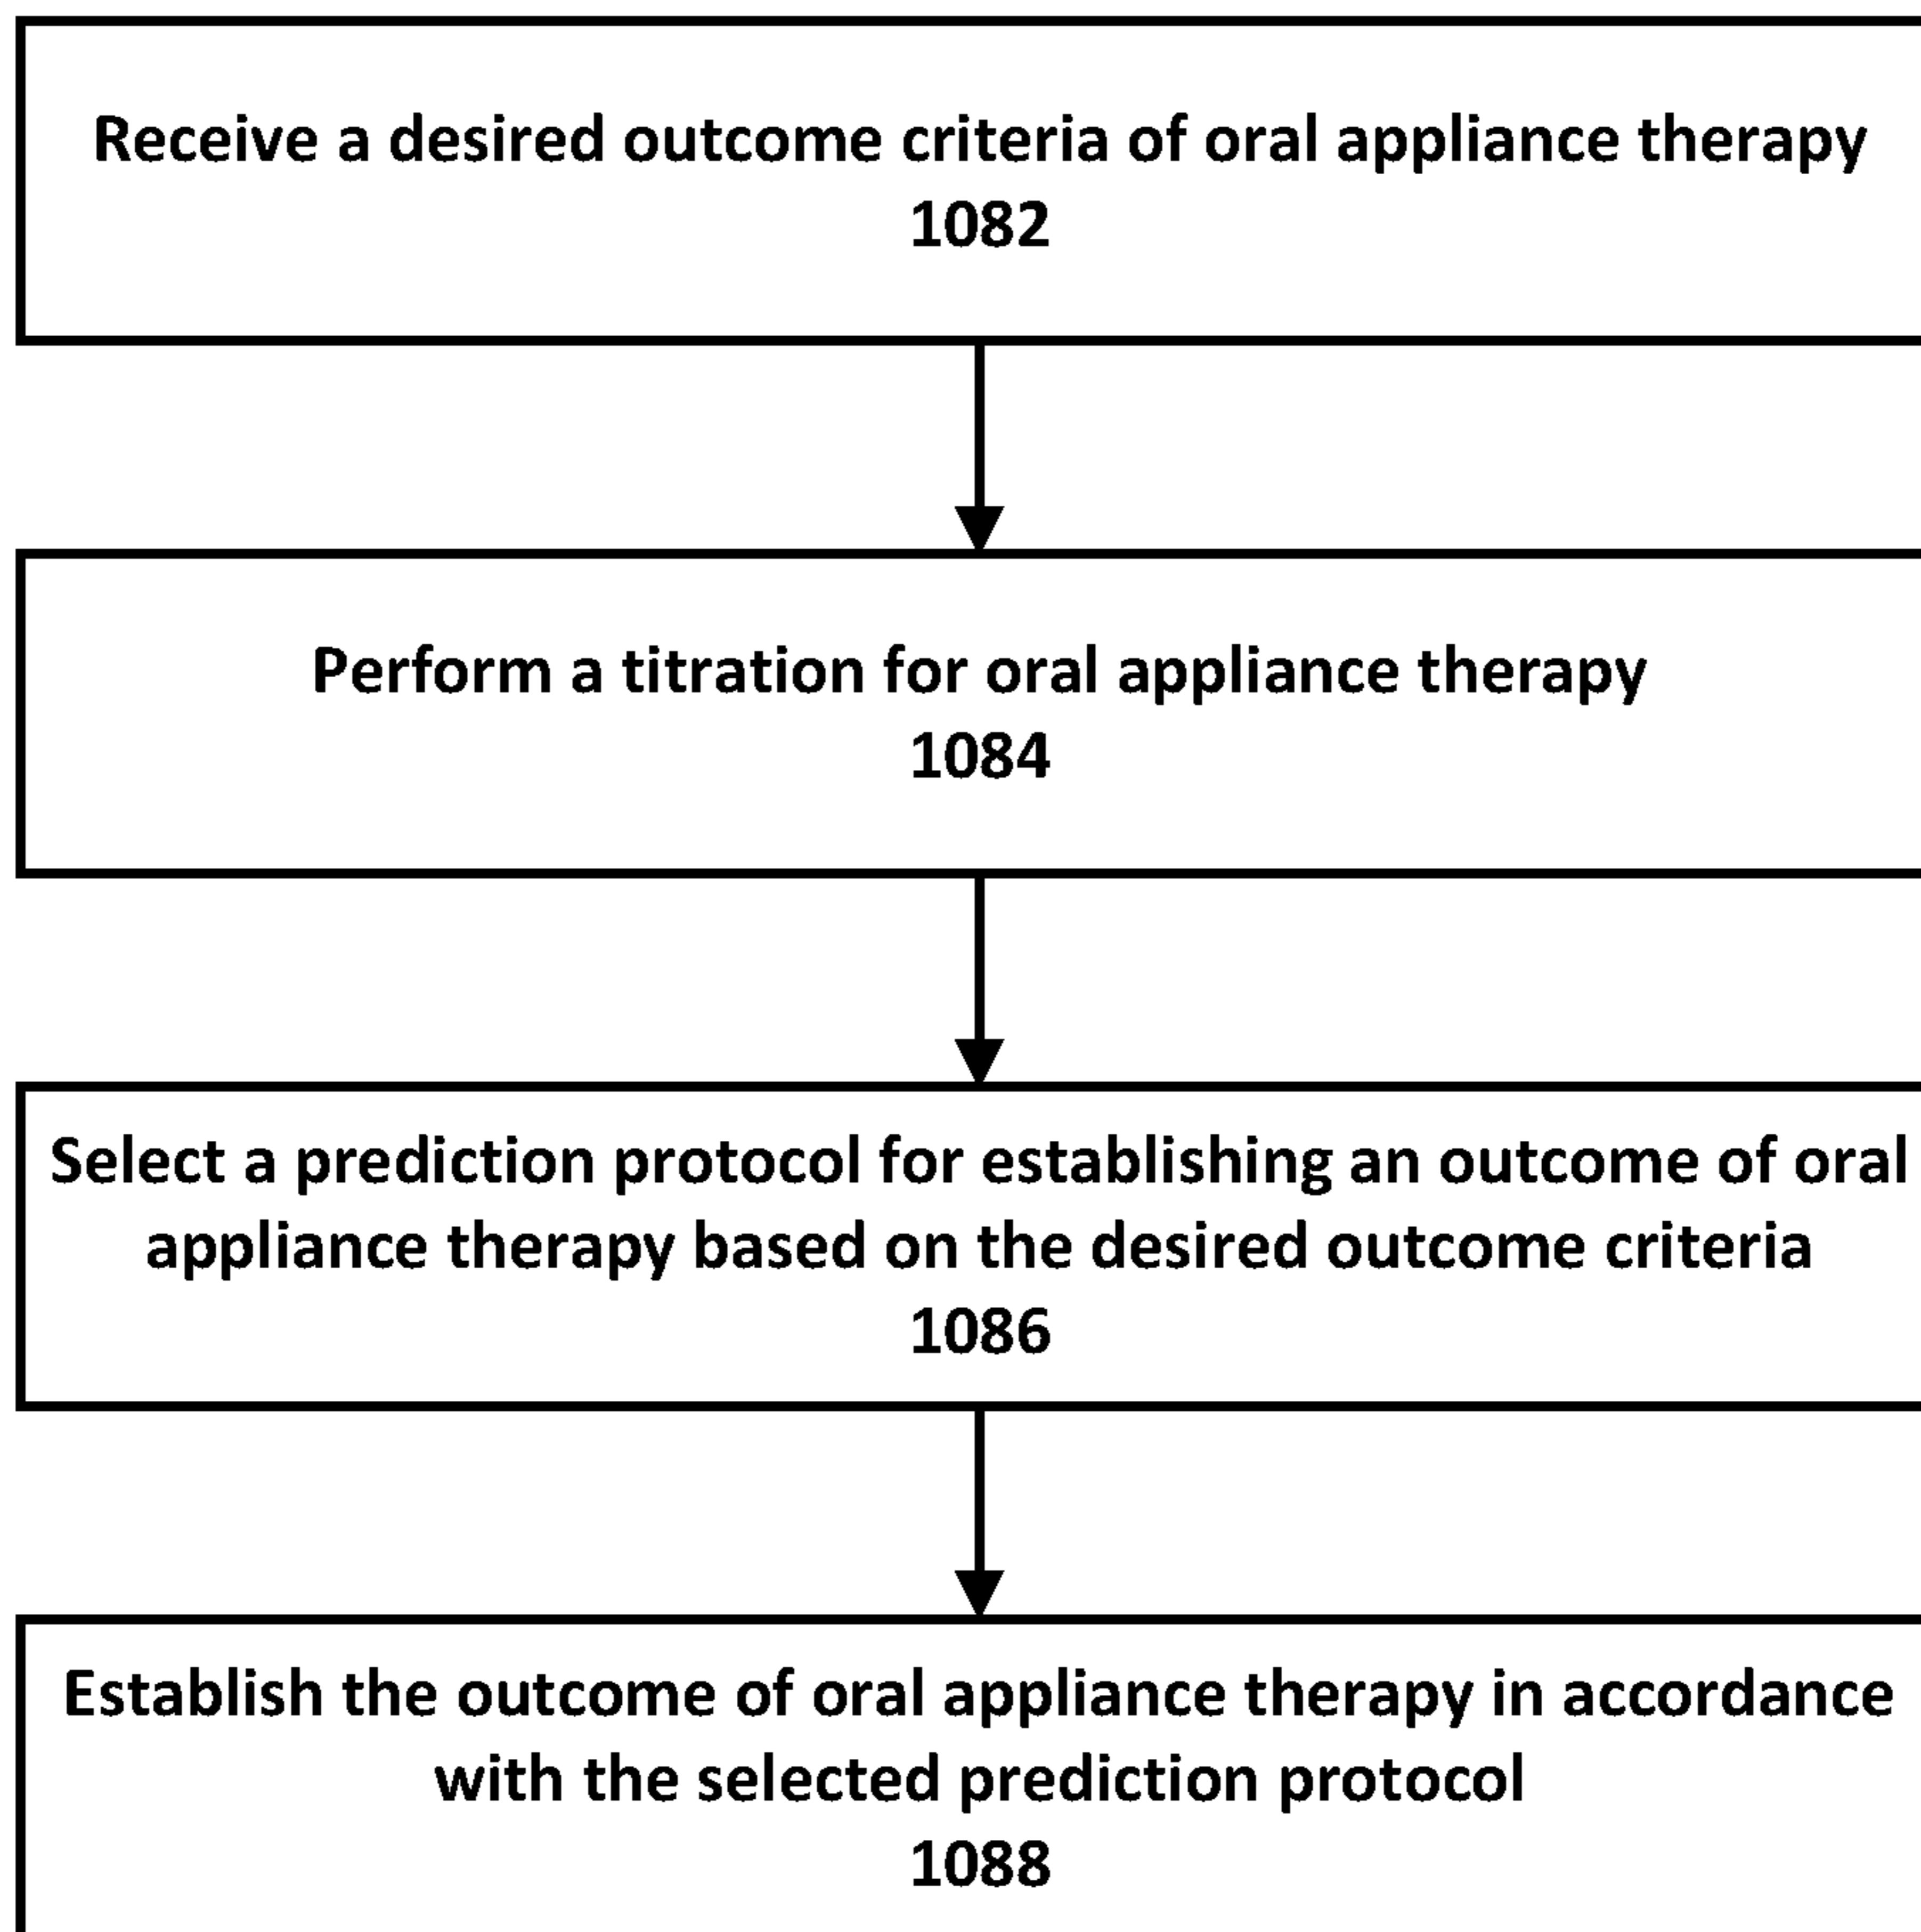 Receive a desired outcome criteria of oral appliance therapy
1082
Perform a titration for oral appliance therapy
1084
Select a prediction protocol for establishing an outcome of oral
appliance therapy based on the desired outcome criteria
1086
Establish the outcome of oral appliance therapy in accordance
with the selected prediction protocol
1088